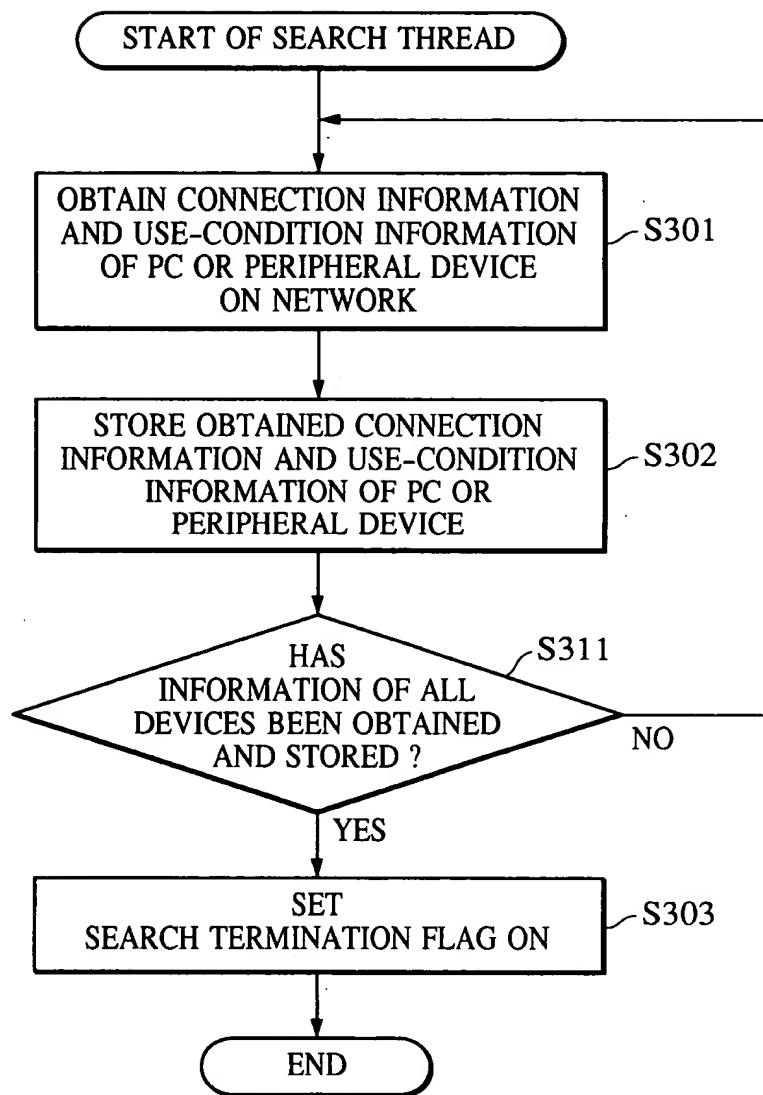 START OF SEARCH THREAD
OBTAIN CONNECTION INFORMATION
AND USE-CONDITION INFORMATION
OF PC OR PERIPHERAL DEVICE
ON NETWORK
S301
STORE OBTAINED CONNECTION
INFORMATION AND USE-CONDITION
INFORMATION OF PC OR
PERIPHERAL DEVICE
S302
HAS
INFORMATION OF ALL
DEVICES BEEN OBTAINED
AND STORED ?
S311
NO
YES
SET
SEARCH TERMINATION FLAG ON
S303
END